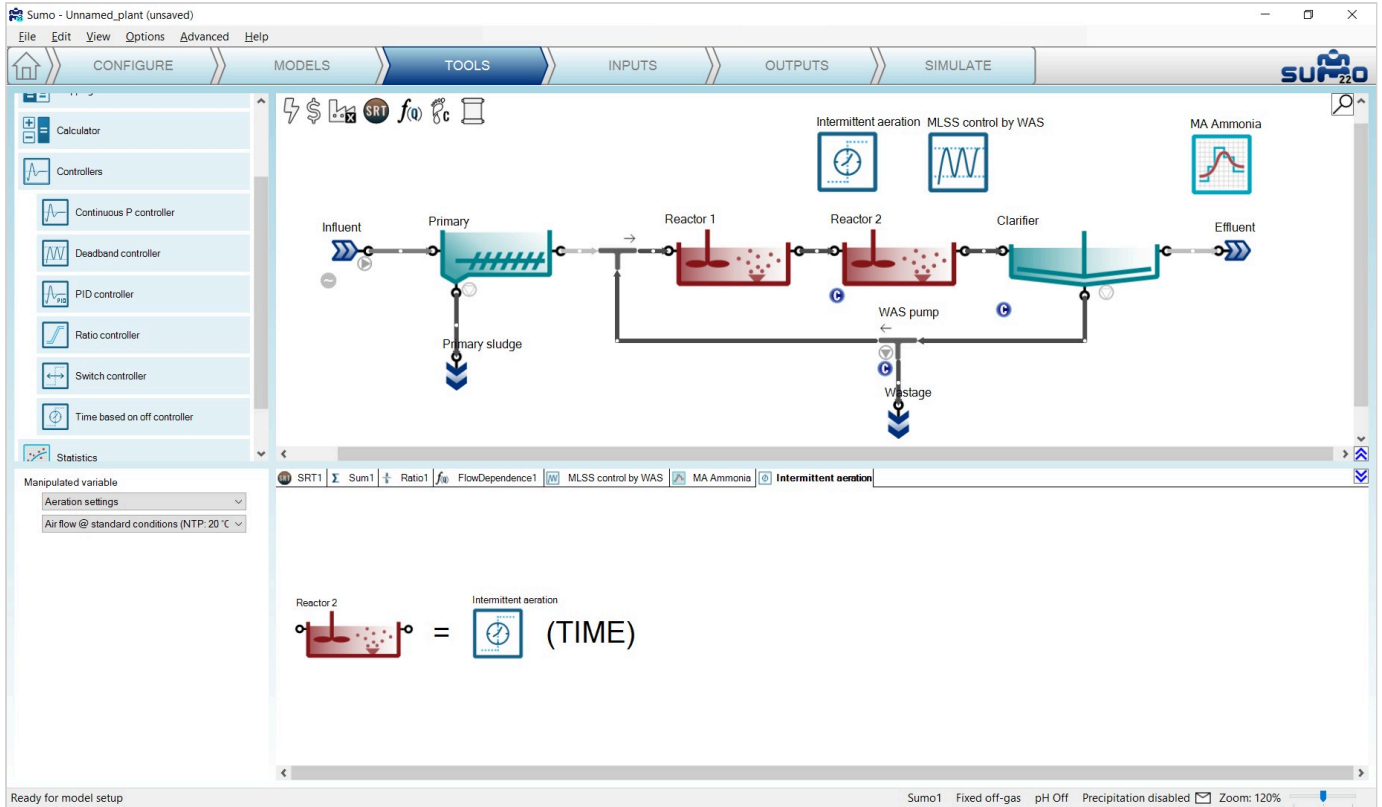 Sumo - Unnamed_plant (unsaved)
File Edit View Options Advanced Help
CONFIGURE MODELS TOOLS INPUTS OUTPUTS SIMULATE
SUMO 22
Calculator
Controllers
Continuous P controller
Deadband controller
PID
PID controller
Ratio controller
Switch controller
Time based on off controller
Statistics
$ SRT f(Q) C
Intermittent aeration MLSS control by WAS MA Ammonia
Influent Primary Reactor 1 Reactor 2 Clarifier Effluent
C C
WAS pump
Primary sludge
C
Wastage
Manipulated variable
Aeration settings
Air flow @ standard conditions (NTP: 20 °C
SRT SRT1 Σ Sum1 Ratio1 f(Q) FlowDependence1 MLSS control by WAS MA Ammonia Intermittent aeration
Reactor 2 Intermittent aeration
= (TIME)
Ready for model setup
Sumo1 Fixed off-gas pH Off Precipitation disabled Zoom: 120%